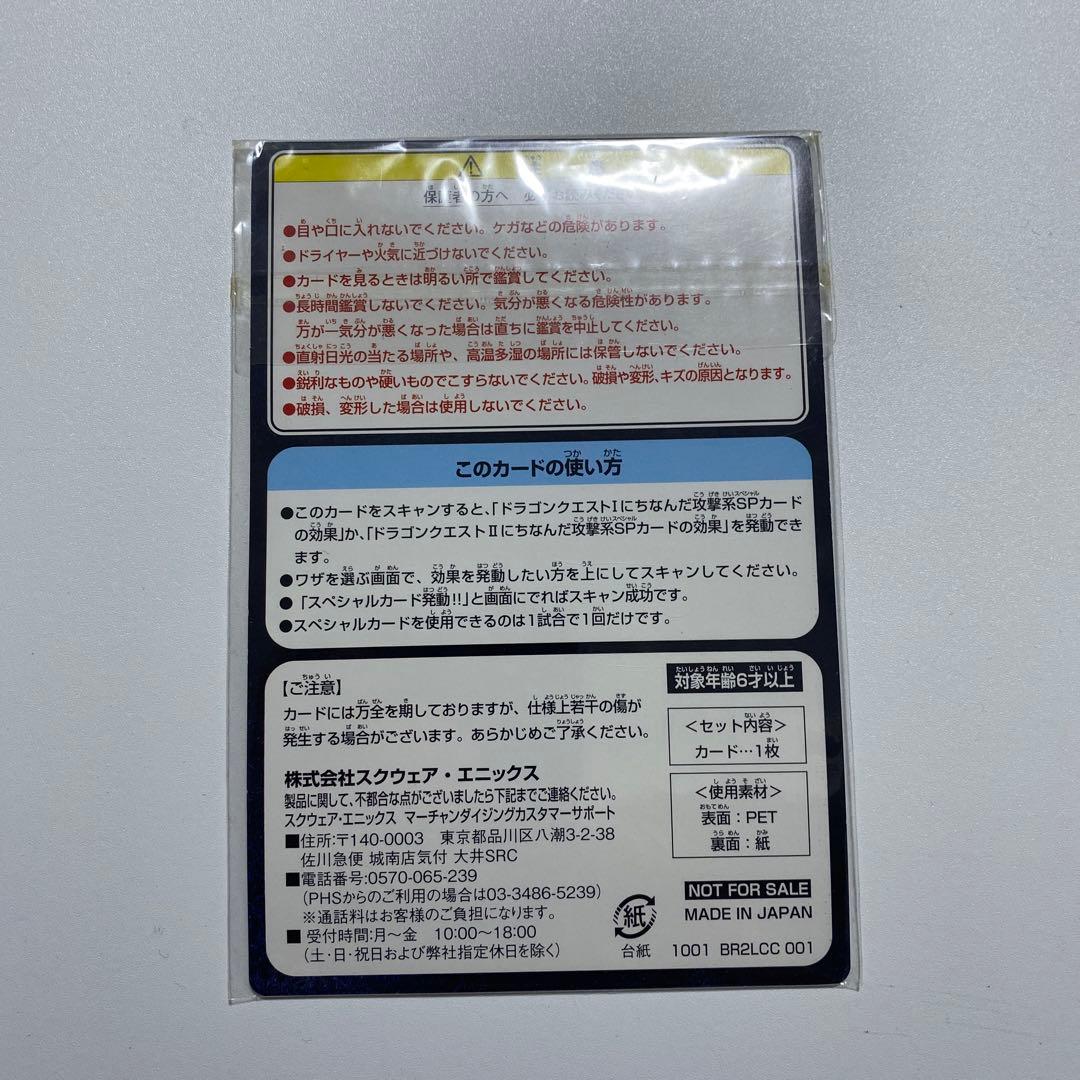 保護者の方へ
●目や口に入れないでください。ケガなどの危険があります。
●ドライヤーや火気に近づけないでください。
●カードを見るときは明るい所で鑑賞してください。
●長時間鑑賞しないでください。気分が悪くなる危険性があります。
万が一気分が悪くなった場合は直ちに鑑賞を中止してください。
●直射日光の当たる場所や、高温多湿の場所には保管しないでください。
●鋭利なものや硬いものでこすらないでください。破損や変形、キズの原因となります。
●破損、変形した場合は使用しないでください。
このカードの使い方
●このカードをスキャンすると、「ドラゴンクエストIにちなんだ攻撃系SPカード
の効果」か、「ドラゴンクエストIIにちなんだ攻撃系SPカードの効果」を発動でき
ます。
●ワザを選ぶ画面で、効果を発動したい方を上にしてスキャンしてください。
●「スペシャルカード発動!!」と画面にでればスキャン成功です。
●スペシャルカードを使用できるのは1試合で1回だけです。
【ご注意】
カードには万全を期しておりますが、仕様上若干の傷が
発生する場合がございます。あらかじめご了承ください。
株式会社スクウェア・エニックス
製品に関して、不都合な点がございましたら下記までご連絡ください。
スクウェア・エニックス マーチャンダイジングカスタマーサポート
■住所:〒140-0003 東京都品川区八潮3-2-38
佐川急便 城南店気付 大井SRC
■電話番号:0570-065-239
(PHSからのご利用の場合は03-3486-5239)
※通話料はお客様のご負担になります。
■受付時間:月～金 10:00～18:00
(土・日・祝日および弊社指定休日を除く)
対象年齢6才以上
＜セット内容＞
カード…1枚
＜使用素材＞
表面：PET
裏面：紙
NOT FOR SALE
MADE IN JAPAN
紙
台紙
1001 BR2LCC 001